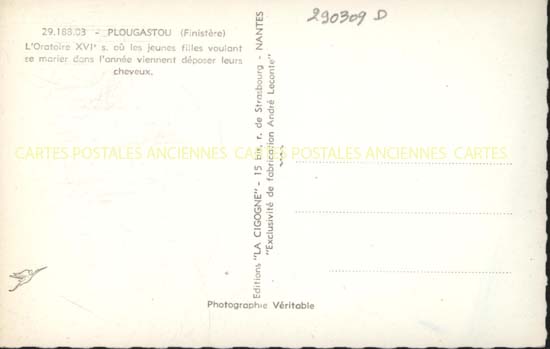 290309 D
29.188.03 - PLOUGASTOU (Finistère)
L'Oratoire XVIe s. où les jeunes filles voulant
se marier dans l'année viennent déposer leurs
cheveux.
CARTES POSTALES ANCIENNES CARTES POSTALES ANCIENNES CARTES
Editions "LA CIGOGNE" - 15 bis, r. de Strasbourg - NANTES
"Exclusivité de fabrication André Leconte"
Photographie Véritable